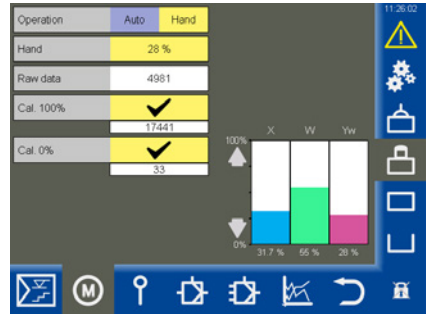 11:26:02
Operation Auto Hand
Hand 28 %
Raw data 4981
Cal. 100%
17441
Cal. 0%
33
X W Yw
100%
0%
31.7 % 55 % 28 %
M